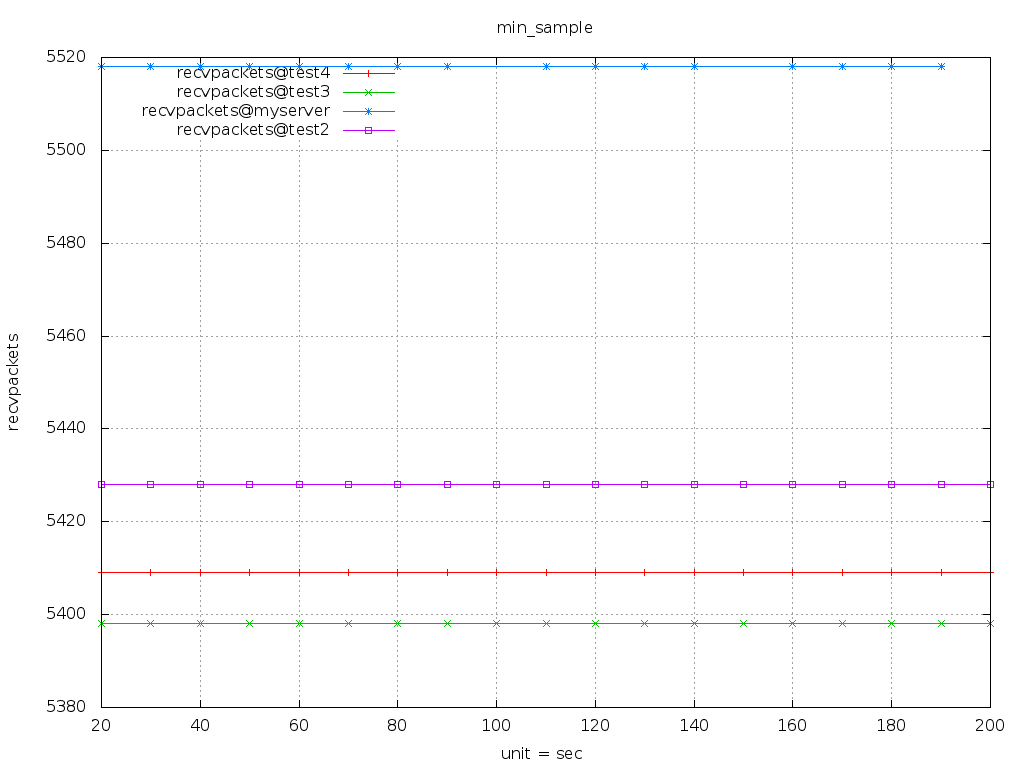 min_sample
5520
recvpackets@test4
recvpackets@test3
recvpackets@myserver
recvpackets@test2
5500
5480
5460
recvpackets
5440
5420
5400
5380
20 40 60 80 100 120 140 160 180 200
unit = sec